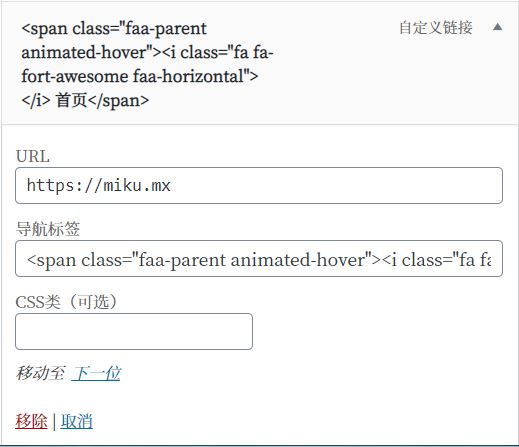 <span class="faa-parent 自定义链接 ▲
animated-hover"><i class="fa fa-
fort-awesome faa-horizontal">
</i> 首页</span>
URL
https://miku.mx
导航标签
<span class="faa-parent animated-hover"><i class="fa fa
CSS类（可选）
移动至 下一位
移除 | 取消